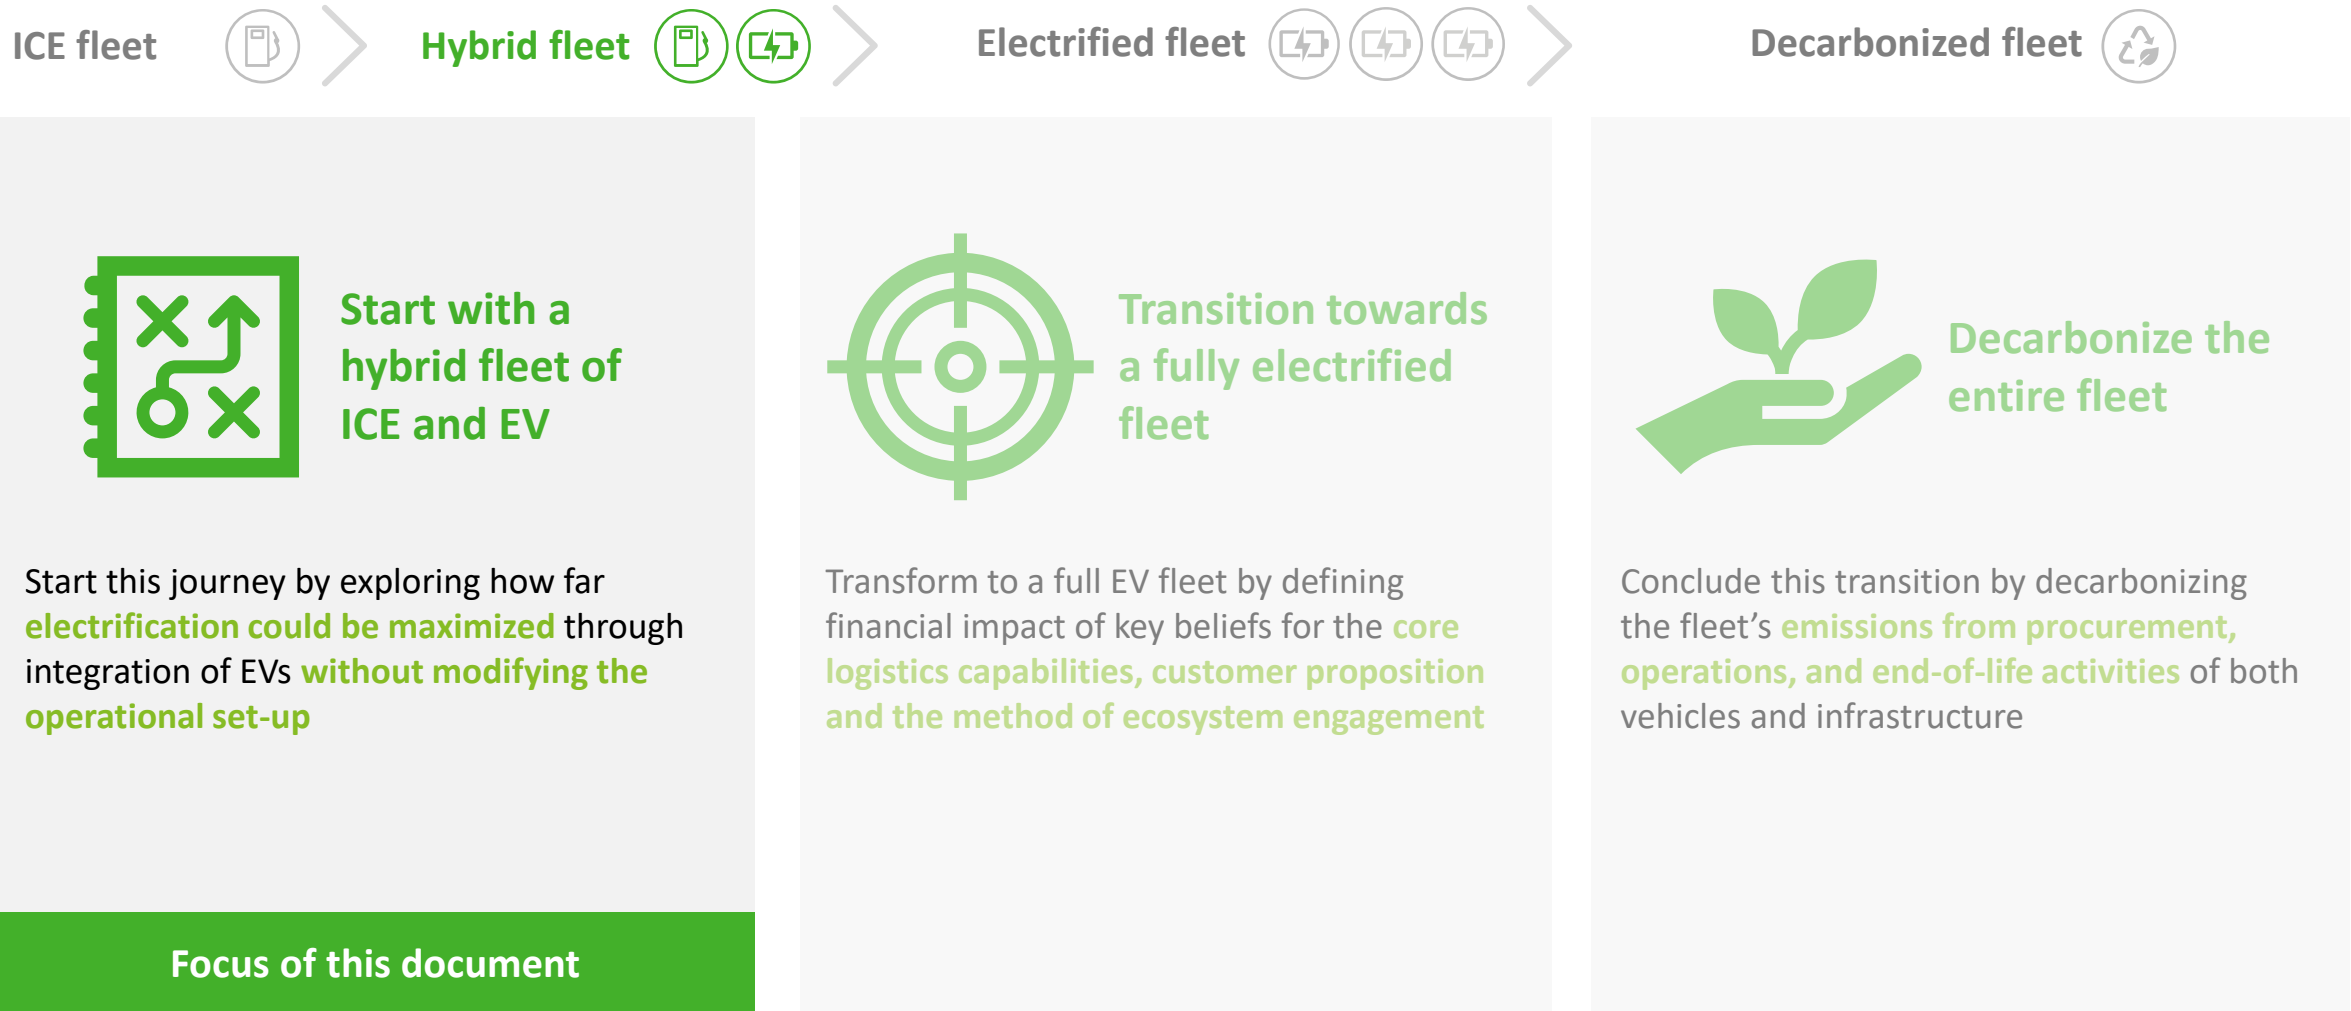 ICE fleet
Hybrid fleet
Electrified fleet
Decarbonized fleet
Start with a
hybrid fleet of
ICE and EV
Start this journey by exploring how far
electrification could be maximized through
integration of EVs without modifying the
operational set-up
Focus of this document
Transition towards
a fully electrified
fleet
Transform to a full EV fleet by defining
financial impact of key beliefs for the core
logistics capabilities, customer proposition
and the method of ecosystem engagement
Decarbonize the
entire fleet
Conclude this transition by decarbonizing
the fleet’s emissions from procurement,
operations, and end-of-life activities of both
vehicles and infrastructure